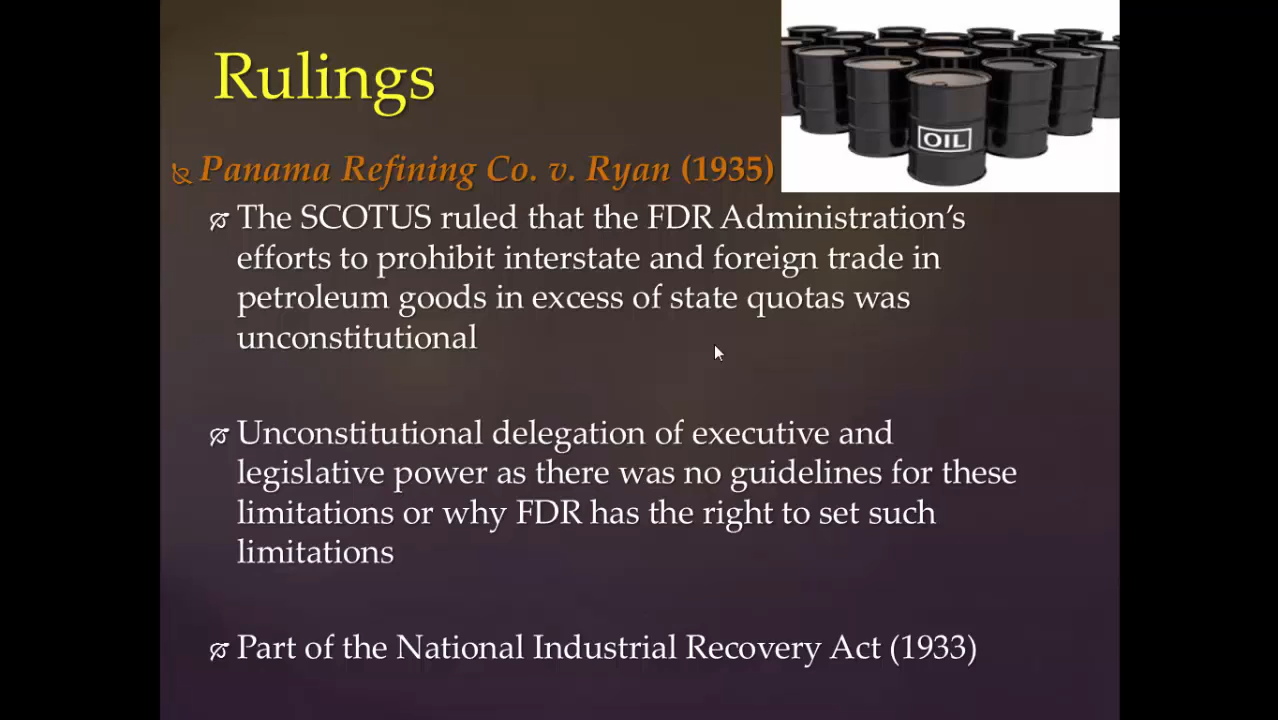 Rulings
OIL
Panama Refining Co. v. Ryan (1935)
The SCOTUS ruled that the FDR Administration's
efforts to prohibit interstate and foreign trade in
petroleum goods in excess of state quotas was
unconstitutional
Unconstitutional delegation of executive and
legislative power as there was no guidelines for these
limitations or why FDR has the right to set such
limitations
Part of the National Industrial Recovery Act (1933)